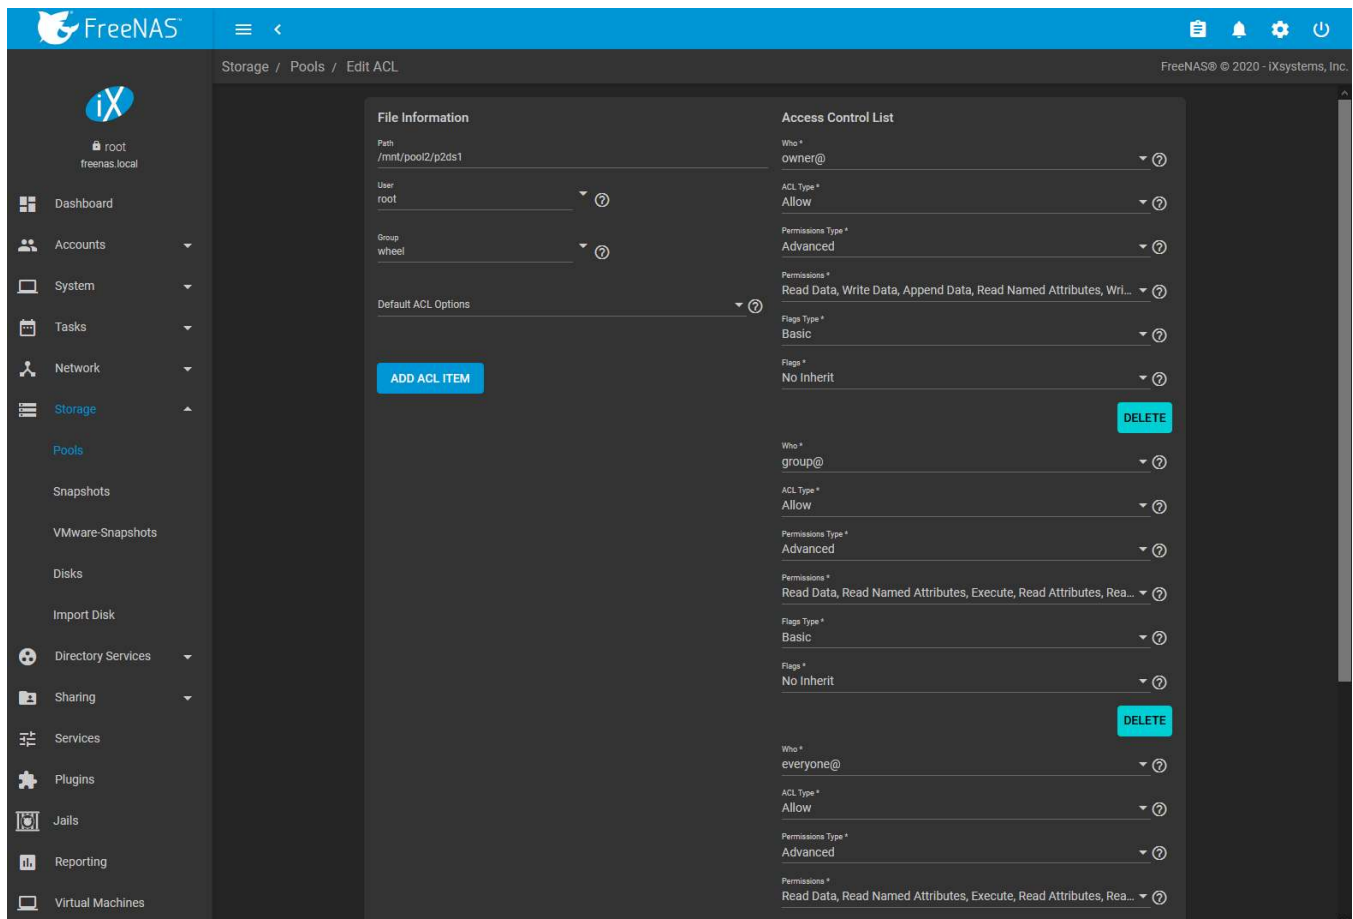 FreeNAS
Storage / Pools / Edit ACL
FreeNAS® © 2020 - iXsystems, Inc.
iX
root
freenas.local
Dashboard
Accounts
System
Tasks
Network
Storage
Pools
Snapshots
VMware-Snapshots
Disks
Import Disk
Directory Services
Sharing
Services
Plugins
Jails
Reporting
Virtual Machines
File Information
Path
/mnt/pool2/p2ds1
User
root
Group
wheel
Default ACL Options
ADD ACL ITEM
Access Control List
Who *
owner@
ACL Type *
Allow
Permissions Type *
Advanced
Permissions *
Read Data, Write Data, Append Data, Read Named Attributes, Wri...
Flags Type *
Basic
Flags *
No Inherit
DELETE
Who *
group@
ACL Type *
Allow
Permissions Type *
Advanced
Permissions *
Read Data, Read Named Attributes, Execute, Read Attributes, Rea...
Flags Type *
Basic
Flags *
No Inherit
DELETE
Who *
everyone@
ACL Type *
Allow
Permissions Type *
Advanced
Permissions *
Read Data, Read Named Attributes, Execute, Read Attributes, Rea...